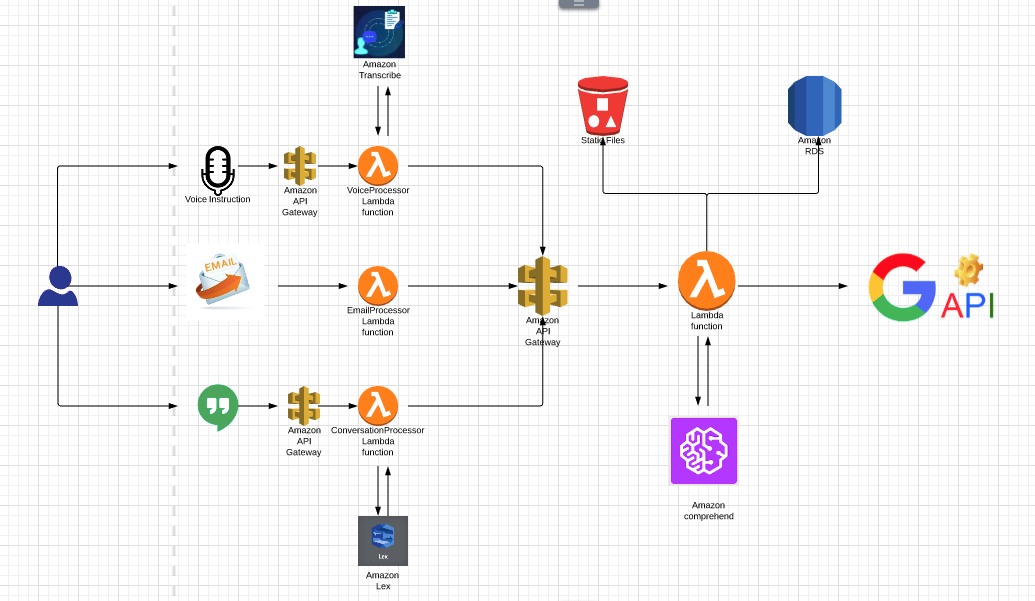 Amazon
Transcribe
Static Files
Amazon
RDS
Voice Instruction
Amazon
API
Gateway
VoiceProcessor
Lambda
function
EMAIL
EmailProcessor
Lambda
function
Amazon
API
Gateway
Lambda
function
API
Amazon
API
Gateway
ConversationProcessor
Lambda
function
Amazon
comprehend
Lex
Amazon
Lex